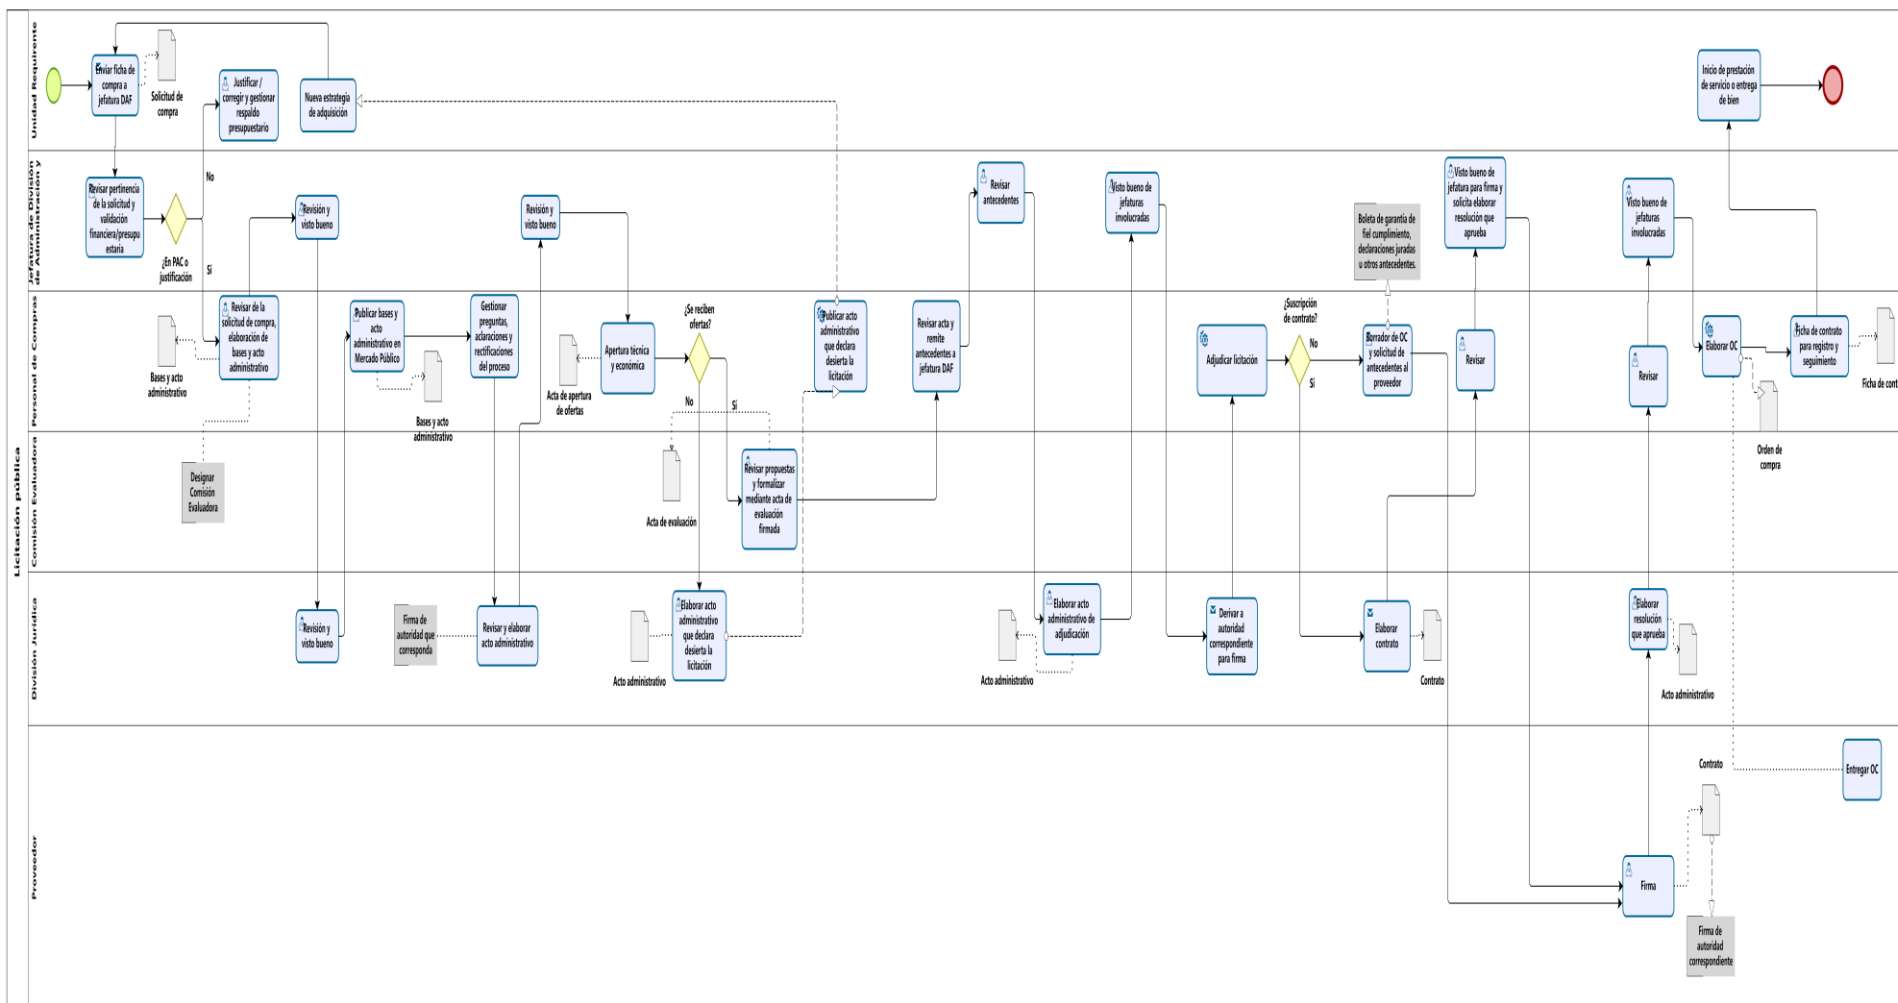 Licitación pública
Unidad Requirente
Enviar ficha de
compra a
jefatura DAF
Solicitud de
compra
Justificar /
corregir y gestionar
respaldo
presupuestario
Nueva estrategia
de adquisición
Inicio de prestación
de servicio o entrega
de bien
Jefatura de División
de Administración y
Revisar pertinencia
de la solicitud y
validación
financiera/presupu
estaria
¿En PAC o
justificación
No
Si
Revisión y
visto bueno
Revisión y
visto bueno
Revisar
antecedentes
Visto bueno de
jefaturas
involucradas
Boleta de garantía de
fiel cumplimiento,
declaraciones juradas
u otros antecedentes.
Visto bueno de
jefatura para firma y
solicita elaborar
resolución que
aprueba
Visto bueno de
jefaturas
involucradas
Personal de Compras
Bases y acto
administrativo
Revisar de la
solicitud de compra,
elaboración de
bases y acto
administrativo
Publicar bases y
acto
administrativo en
Mercado Público
Bases y acto
administrativo
Gestionar
preguntas,
aclaraciones y
rectificaciones
del proceso
Acta de apertura
de ofertas
Apertura técnica
y económica
¿Se reciben
ofertas?
No
Si
Publicar acto
administrativo
que declara
desierta la
licitación
Revisar acta y
remite
antecedentes a
jefatura DAF
Adjudicar licitación
¿Suscripción
de contrato?
No
Si
Borrador de OC
y solicitud de
antecedentes al
proveedor
Revisar
Revisar
Elaborar OC
Orden de
compra
Ficha de contrato
para registro y
seguimiento
Ficha de cont
Comisión Evaluadora
Designar
Comisión
Evaluadora
Acta de evaluación
Revisar propuestas
y formalizar
mediante acta de
evaluación
firmada
División Jurídica
Revisión y
visto bueno
Firma de
autoridad que
corresponda
Revisar y elaborar
acto administrativo
Acto administrativo
Elaborar acto
administrativo
que declara
desierta la
licitación
Acto administrativo
Elaborar acto
administrativo de
adjudicación
Derivar a
autoridad
correspondiente
para firma
Elaborar
contrato
Contrato
Elaborar
resolución
que aprueba
Acto administrativo
Proveedor
Firma
Contrato
Firma de
autoridad
correspondiente
Entregar OC